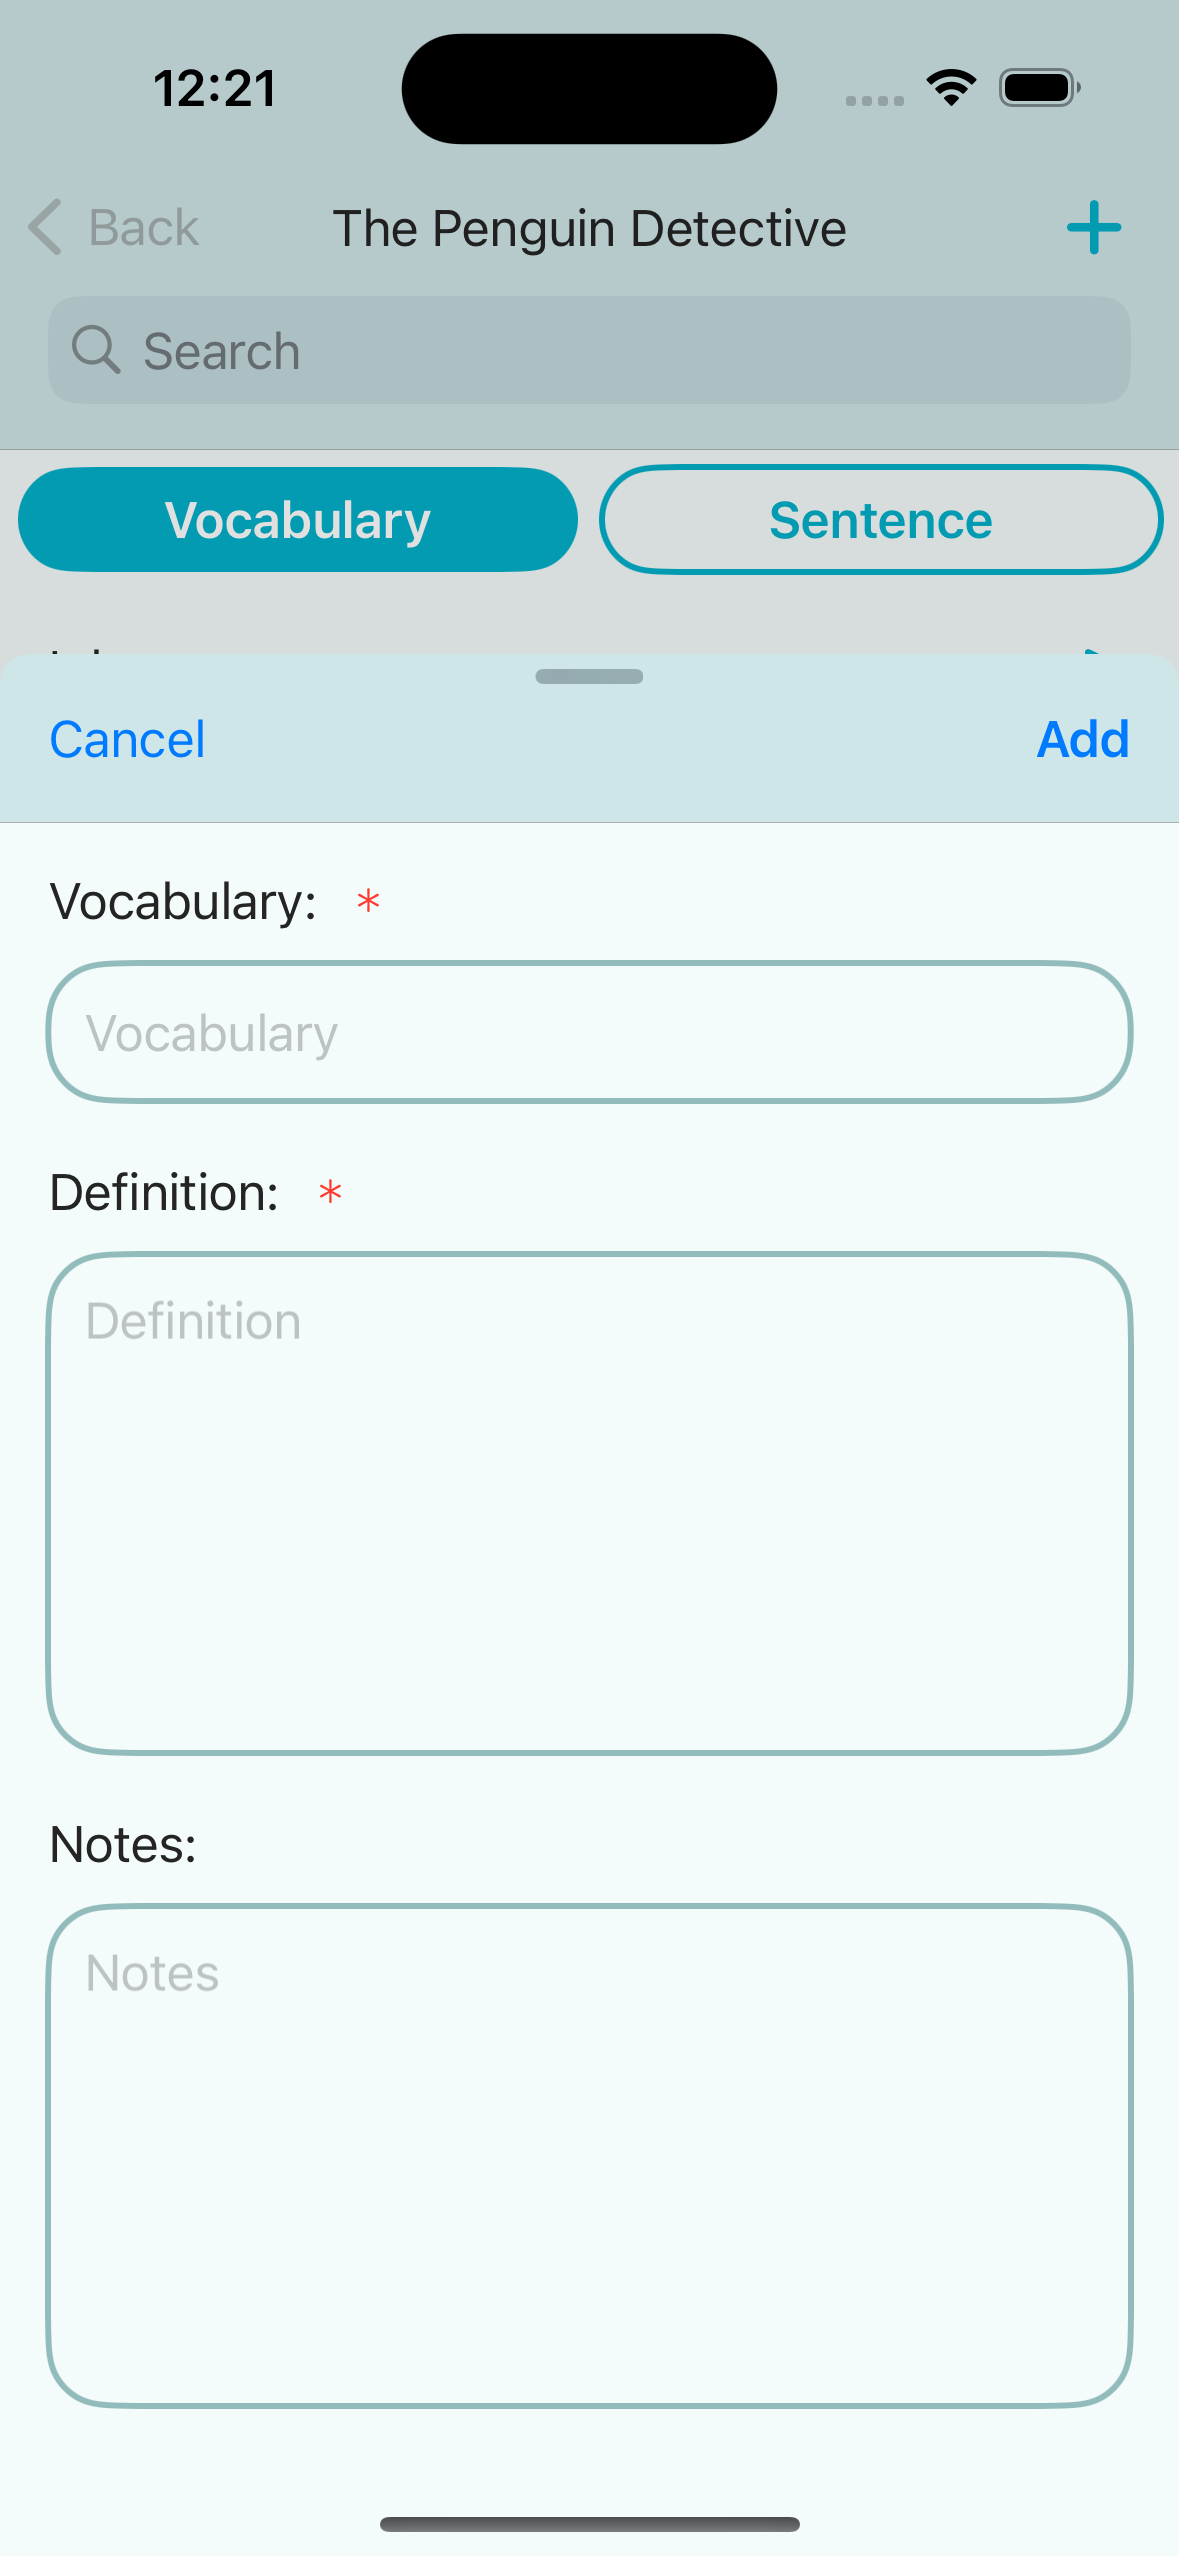 12:21
Back
The Penguin Detective
Search
Vocabulary
Sentence
Cancel
Add
Vocabulary: *
Vocabulary
Definition: *
Definition
Notes:
Notes